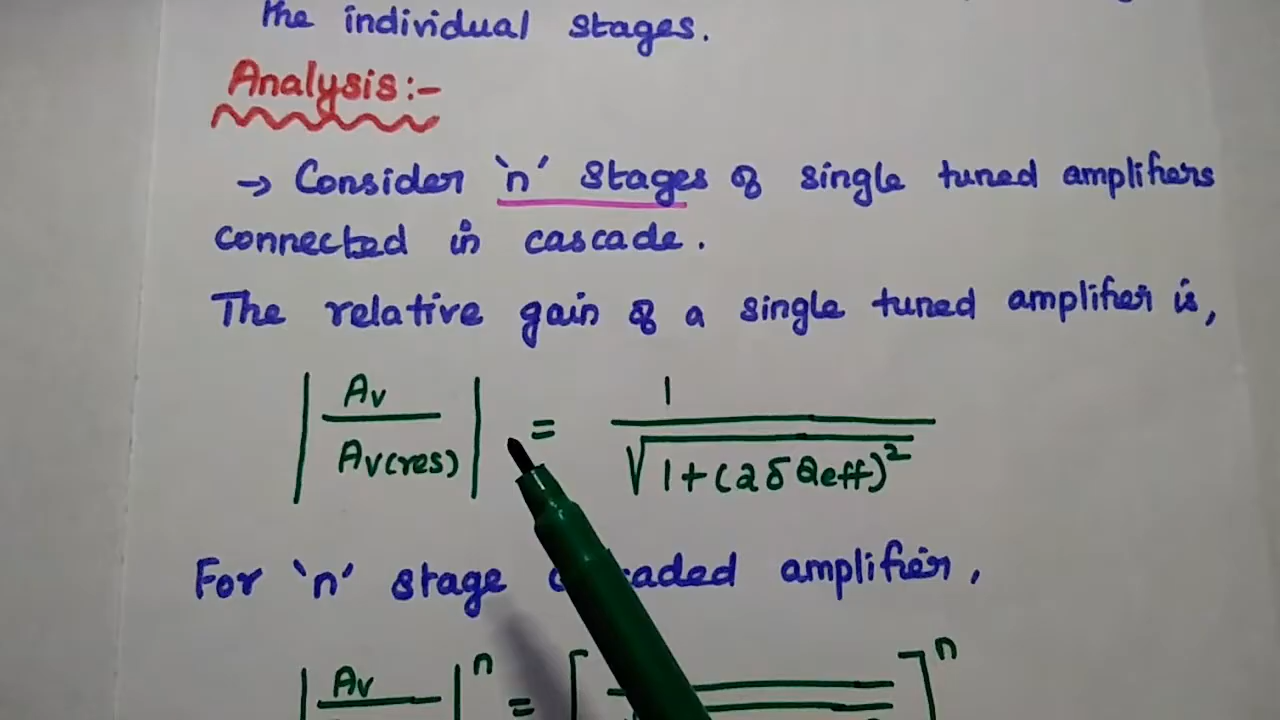 the individual stages.
Analysis:-
→ Consider 'n' stages of single tuned amplifiers
connected in cascade.
The relative gain of a single tuned amplifier is,
| Av / Av(res) | = 1 / √1+(2δQeff)²
For 'n' stage amplifier,
| Av |ⁿ = [ ]ⁿ